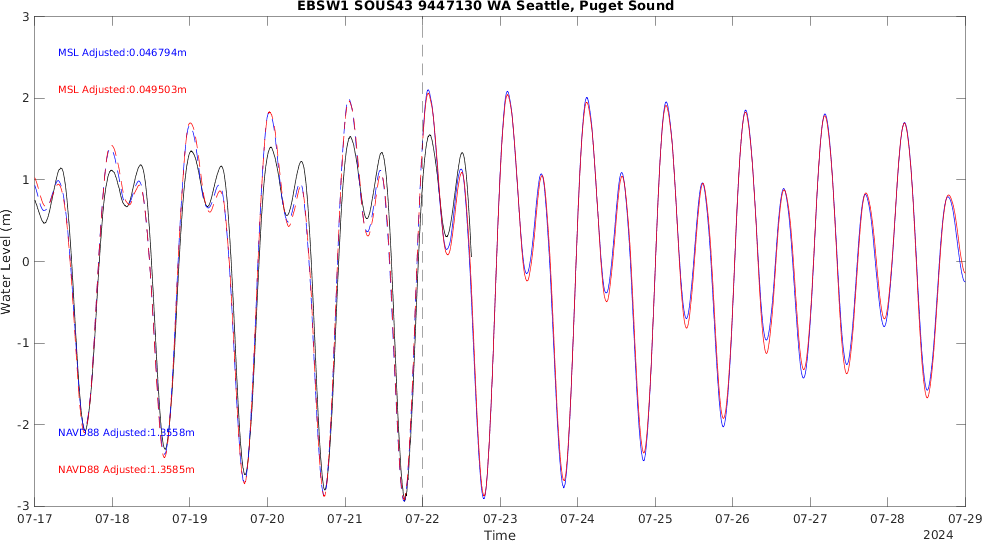 EBSW1 SOUS43 9447130 WA Seattle, Puget Sound
3
MSL Adjusted:0.046794m
2
MSL Adjusted:0.049503m
1
Water Level (m)
0
-1
-2
NAVD88 Adjusted:1.3558m
NAVD88 Adjusted:1.3585m
-3
07-17 07-18 07-19 07-20 07-21 07-22 07-23 07-24 07-25 07-26 07-27 07-28 07-29
Time
2024